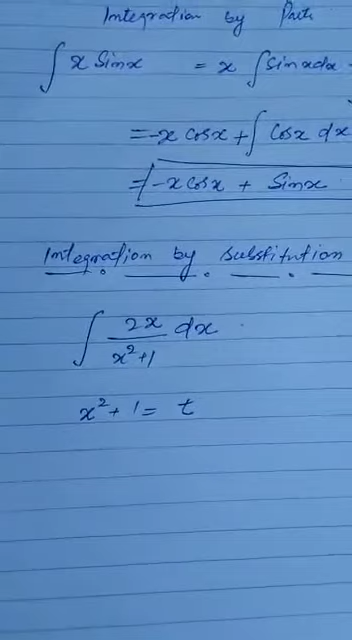 Integration by Parts
∫ x Sinx = x ∫ Sinx dx -
= -x cosx + ∫ Cosx dx
= -x Cosx + Sinx
Integration by substitution
∫ 2x/(x²+1) dx
x² + 1 = t